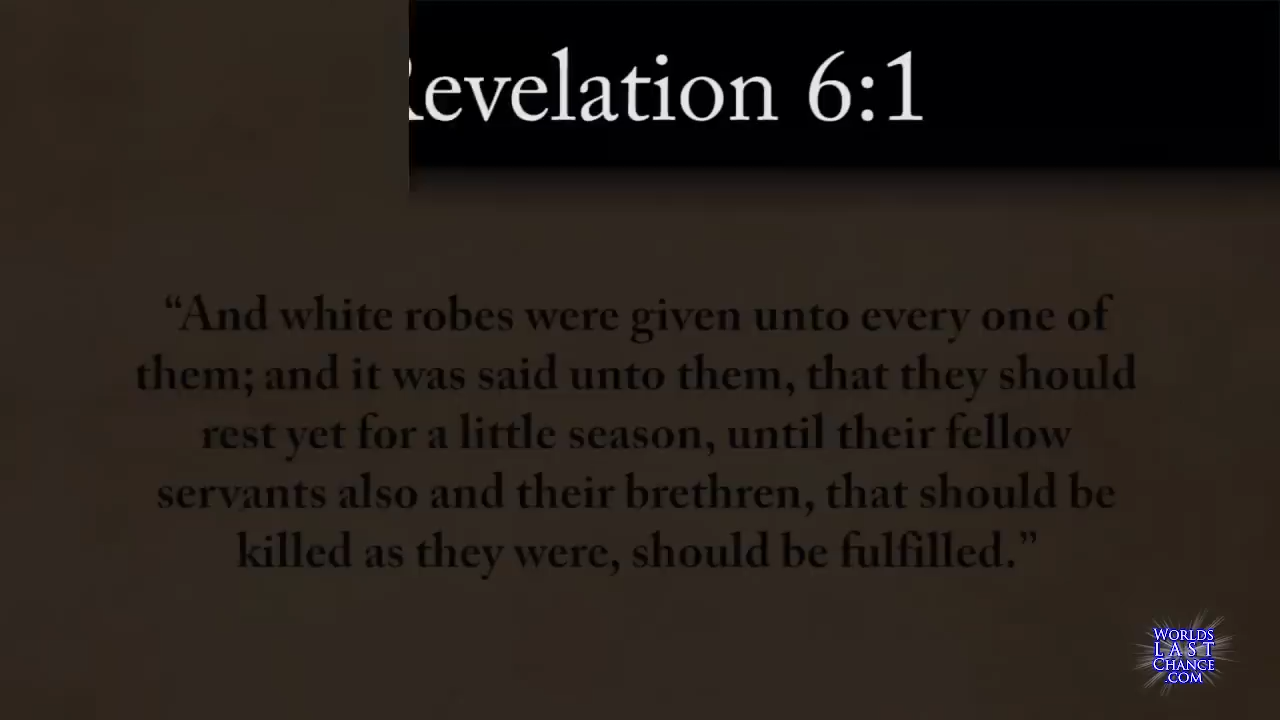 Revelation 6:1
“And white robes were given unto every one of
them; and it was said unto them, that they should
rest yet for a little season, until their fellow
servants also and their brethren, that should be
killed as they were, should be fulfilled.”
WORLDS
LAST
CHANCE
.COM